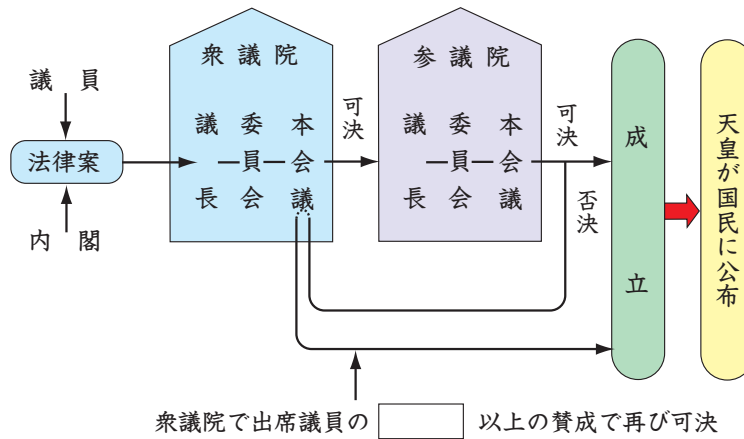 議員
法律案
内閣
衆議院
議長
委員会
本会議
可決
参議院
議長
委員会
本会議
可決
否決
成立
天皇が国民に公布
衆議院で出席議員の 以上の賛成で再び可決